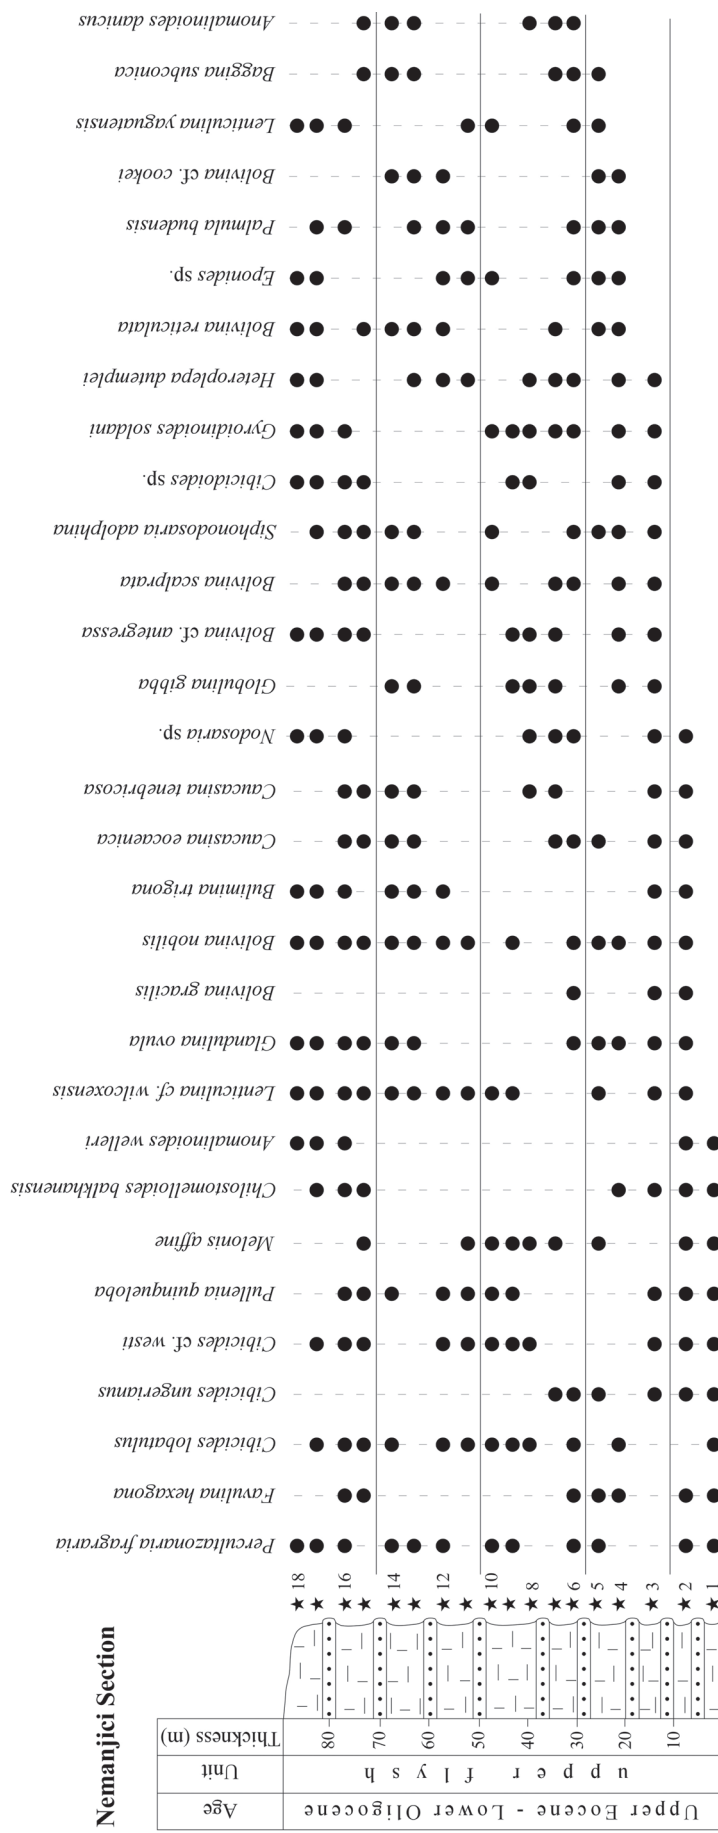 Nemanjici Section
Age
Unit
Thickness (m)
Upper Eocene - Lower Oligocene
upper flysch
10
20
30
40
50
60
70
80
1
2
3
4
5
6
8
10
12
14
16
18
Percultazonaria fragraria
Favulina hexagona
Cibicides lobatulus
Cibicides ungerianus
Cibicides cf. westi
Pullenia quinqueloba
Melonis affine
Chilostomelloides balkhanensis
Anomalinoides welleri
Lenticulina cf. wilcoxensis
Glandulina ovula
Bolivina gracilis
Bolivina nobilis
Bulimina trigona
Caucasina eocaenica
Caucasina tenebricosa
Nodosaria sp.
Globulina gibba
Bolivina cf. antegressa
Bolivina scalprata
Siphonodosaria adolphina
Cibicidoides sp.
Gyroidinoides soldani
Heteroplepa dutemplei
Bolivina reticulata
Eponides sp.
Palmula budensis
Bolivina cf. cookei
Lenticulina yaguatensis
Baggina subconica
Anomalinoides danicus